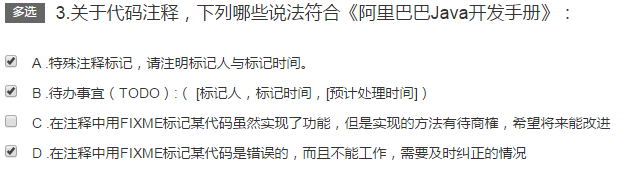 多选 3.关于代码注释，下列哪些说法符合《阿里巴巴Java开发手册》：
A .特殊注释标记，请注明标记人与标记时间。
B .待办事宜（TODO）:（ [标记人，标记时间，[预计处理时间]）
C .在注释中用FIXME标记某代码虽然实现了功能，但是实现的方法有待商榷，希望将来能改进
D .在注释中用FIXME标记某代码是错误的，而且不能工作，需要及时纠正的情况